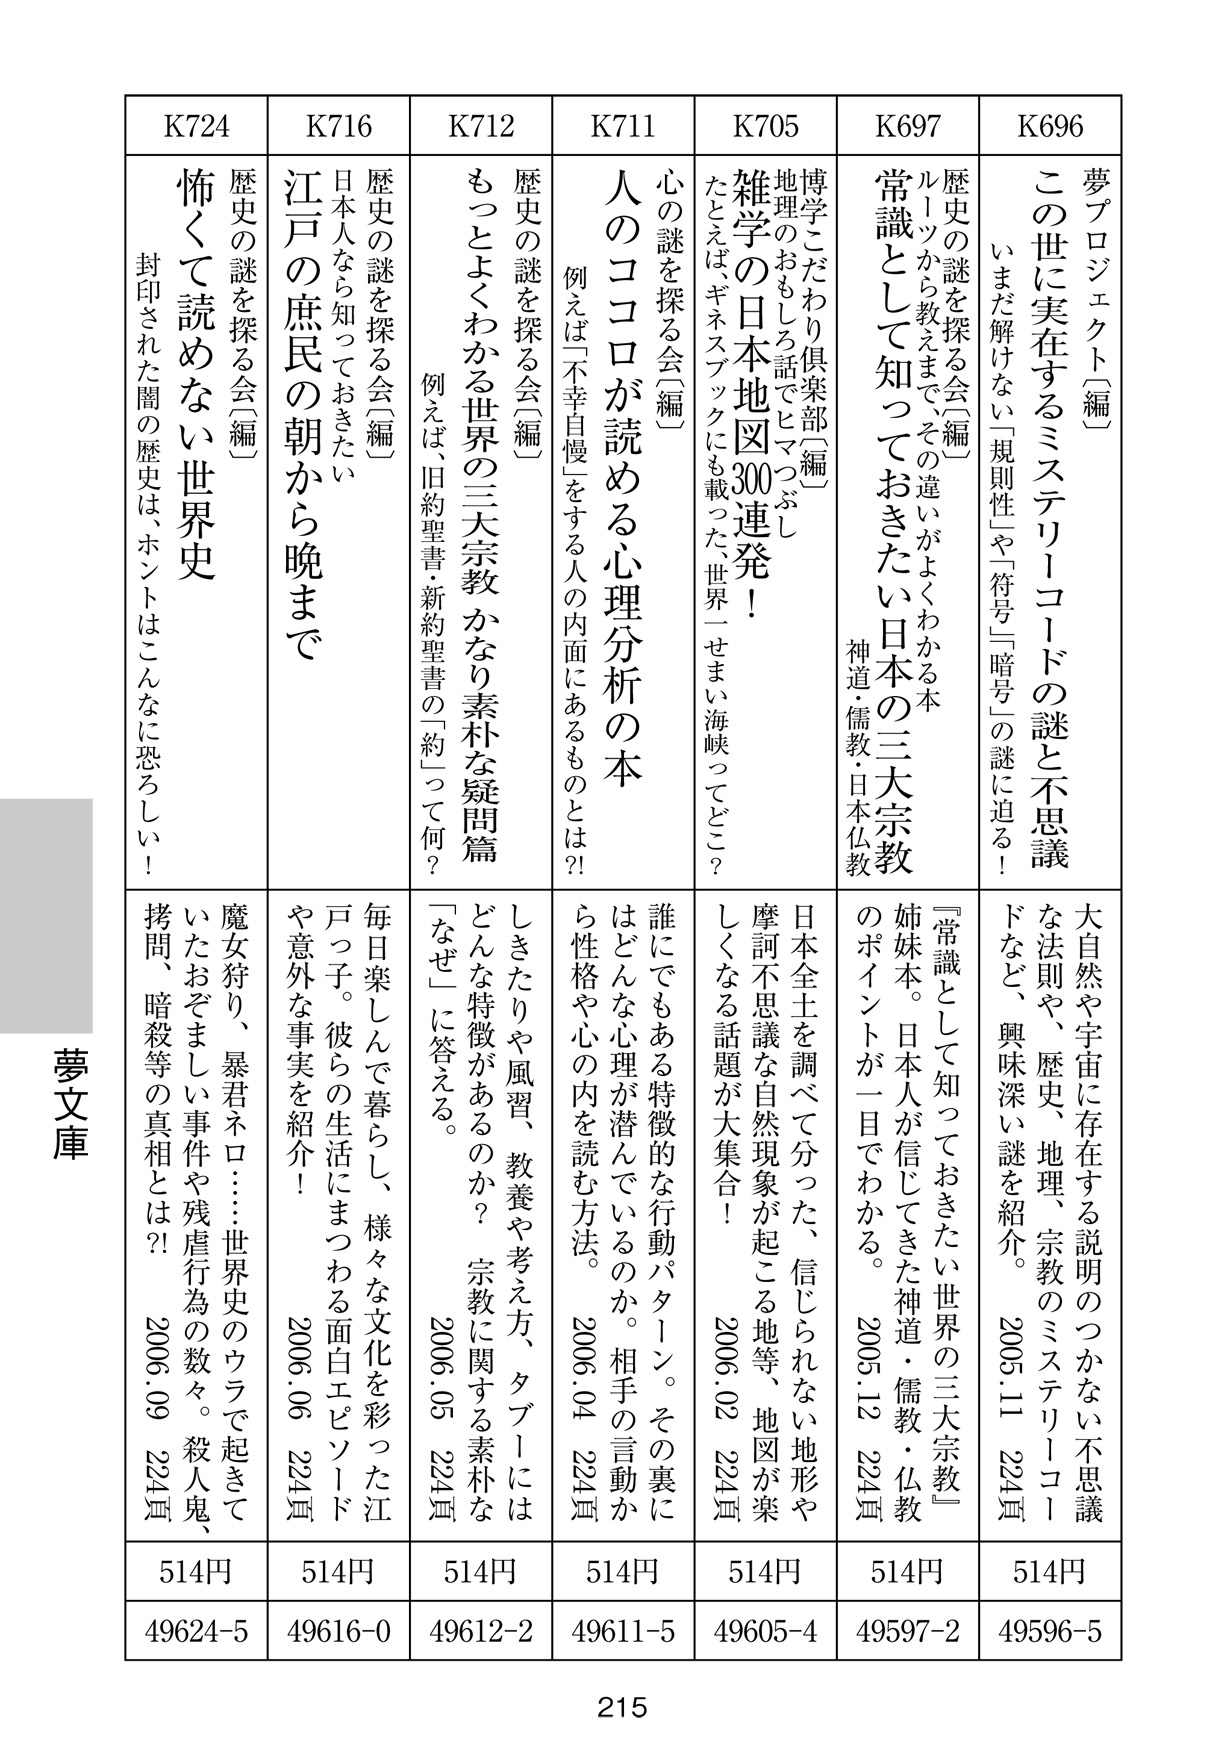 K696
夢プロジェクト〔編〕
この世に実在するミステリーコードの謎と不思議
いまだ解けない「規則性」や「符号」「暗号」の謎に迫る！
大自然や宇宙に存在する説明のつかない不思議
な法則や、歴史、地理、宗教のミステリーコー
ドなど、興味深い謎を紹介。 2005.11 224頁
514円
49596-5
K697
歴史の謎を探る会〔編〕
ルーツから教えまで、その違いがよくわかる本
常識として知っておきたい日本の三大宗教
神道・儒教・日本仏教
『常識として知っておきたい世界の三大宗教』
姉妹本。日本人が信じてきた神道・儒教・仏教
のポイントが一目でわかる。 2005.12 224頁
514円
49597-2
K705
博学こだわり倶楽部〔編〕
地理のおもしろ話でヒマつぶし
雑学の日本地図300連発！
たとえば、ギネスブックにも載った、世界一せまい海峡ってどこ？
日本全土を調べて分った、信じられない地形や
摩訶不思議な自然現象が起こる地等、地図が楽
しくなる話題が大集合！ 2006.02 224頁
514円
49605-4
K711
心の謎を探る会〔編〕
人のココロが読める心理分析の本
例えば「不幸自慢」をする人の内面にあるものとは?!
誰にでもある特徴的な行動パターン。その裏に
はどんな心理が潜んでいるのか。相手の言動か
ら性格や心の内を読む方法。 2006.04 224頁
514円
49611-5
K712
歴史の謎を探る会〔編〕
もっとよくわかる世界の三大宗教 かなり素朴な疑問篇
例えば、旧約聖書・新約聖書の「約」って何？
しきたりや風習、教養や考え方、タブーには
どんな特徴があるのか？ 宗教に関する素朴な
「なぜ」に答える。 2006.05 224頁
514円
49612-2
K716
歴史の謎を探る会〔編〕
日本人なら知っておきたい
江戸の庶民の朝から晩まで
毎日楽しんで暮らし、様々な文化を彩った江
戸っ子。彼らの生活にまつわる面白エピソード
や意外な事実を紹介！ 2006.06 224頁
514円
49616-0
K724
歴史の謎を探る会〔編〕
怖くて読めない世界史
封印された闇の歴史は、ホントはこんなに恐ろしい！
魔女狩り、暴君ネロ……世界史のウラで起きて
いたおぞましい事件や残虐行為の数々。殺人鬼、
拷問、暗殺等の真相とは?! 2006.09 224頁
514円
49624-5
夢文庫
215